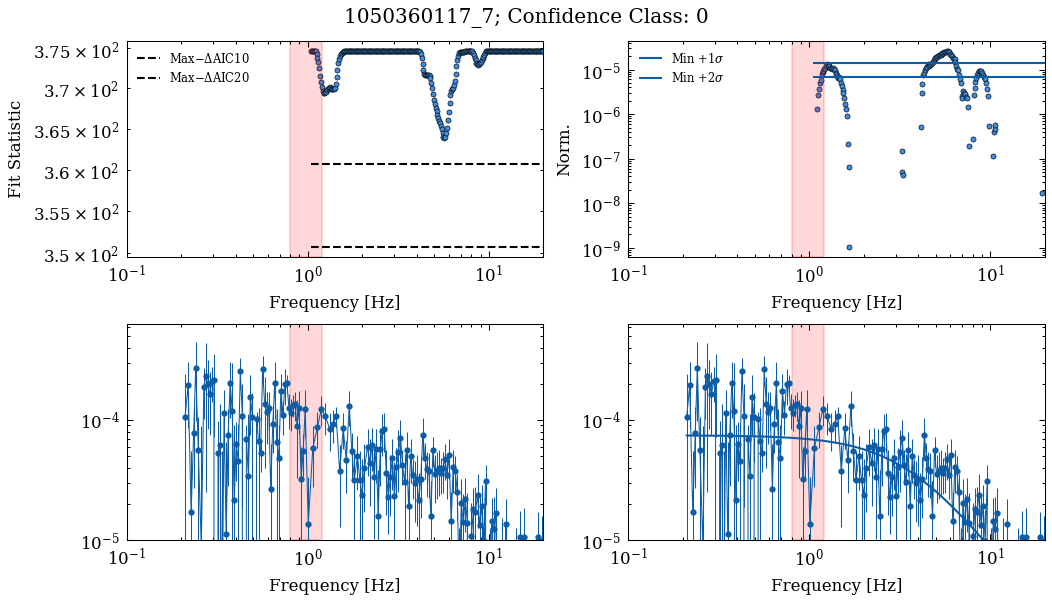 1050360117_7; Confidence Class: 0
Fit Statistic
3.75 × 10²
3.7 × 10²
3.65 × 10²
3.6 × 10²
3.55 × 10²
3.5 × 10²
Max−ΔAIC10
Max−ΔAIC20
10⁻¹ 10⁰ 10¹
Frequency [Hz]
Norm.
10⁻⁵
10⁻⁶
10⁻⁷
10⁻⁸
10⁻⁹
Min +1σ
Min +2σ
10⁻¹ 10⁰ 10¹
Frequency [Hz]
10⁻⁴
10⁻⁵
10⁻¹ 10⁰ 10¹
Frequency [Hz]
10⁻⁴
10⁻⁵
10⁻¹ 10⁰ 10¹
Frequency [Hz]